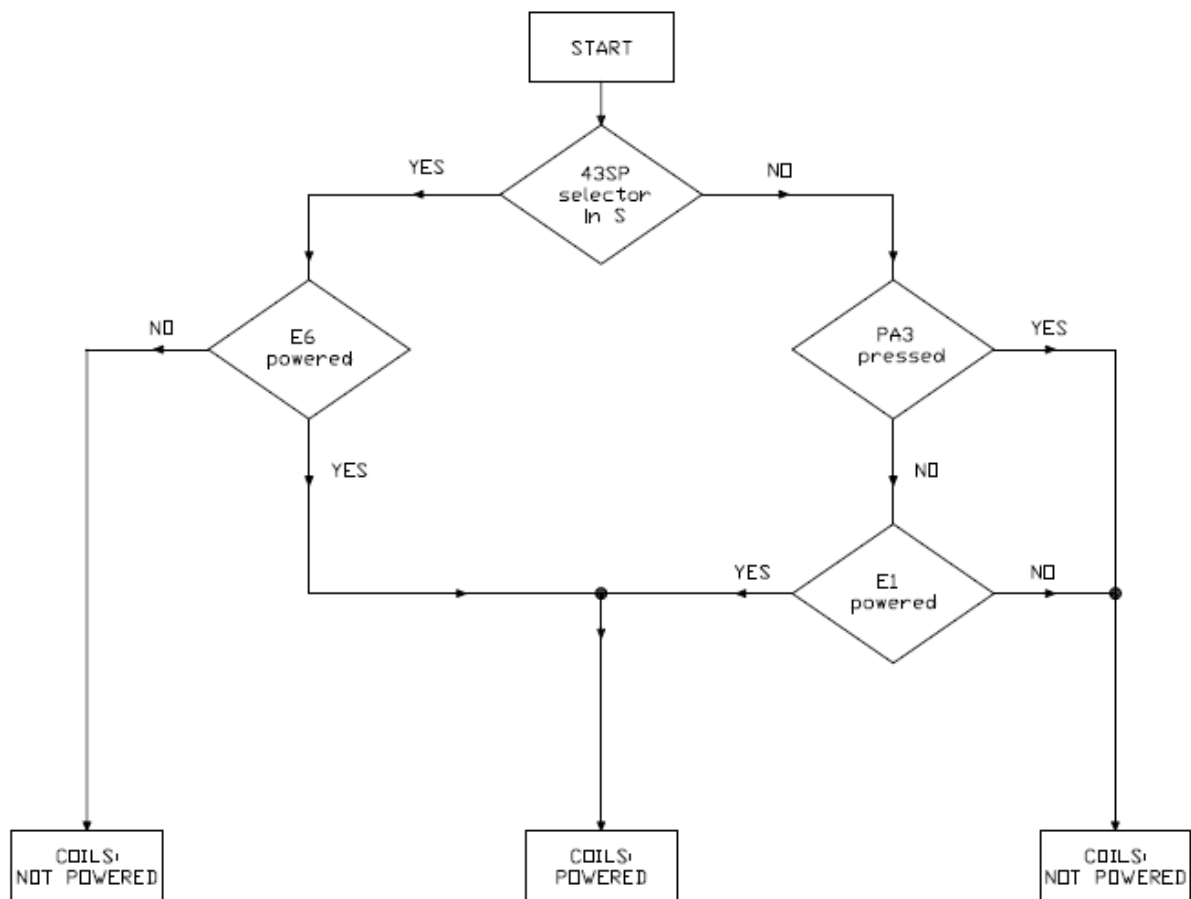 START
YES
43SP
selector
In S
NO
NO
E6
powered
PA3
pressed
YES
YES
NO
YES
E1
powered
NO
COILS:
NOT POWERED
COILS:
POWERED
COILS:
NOT POWERED